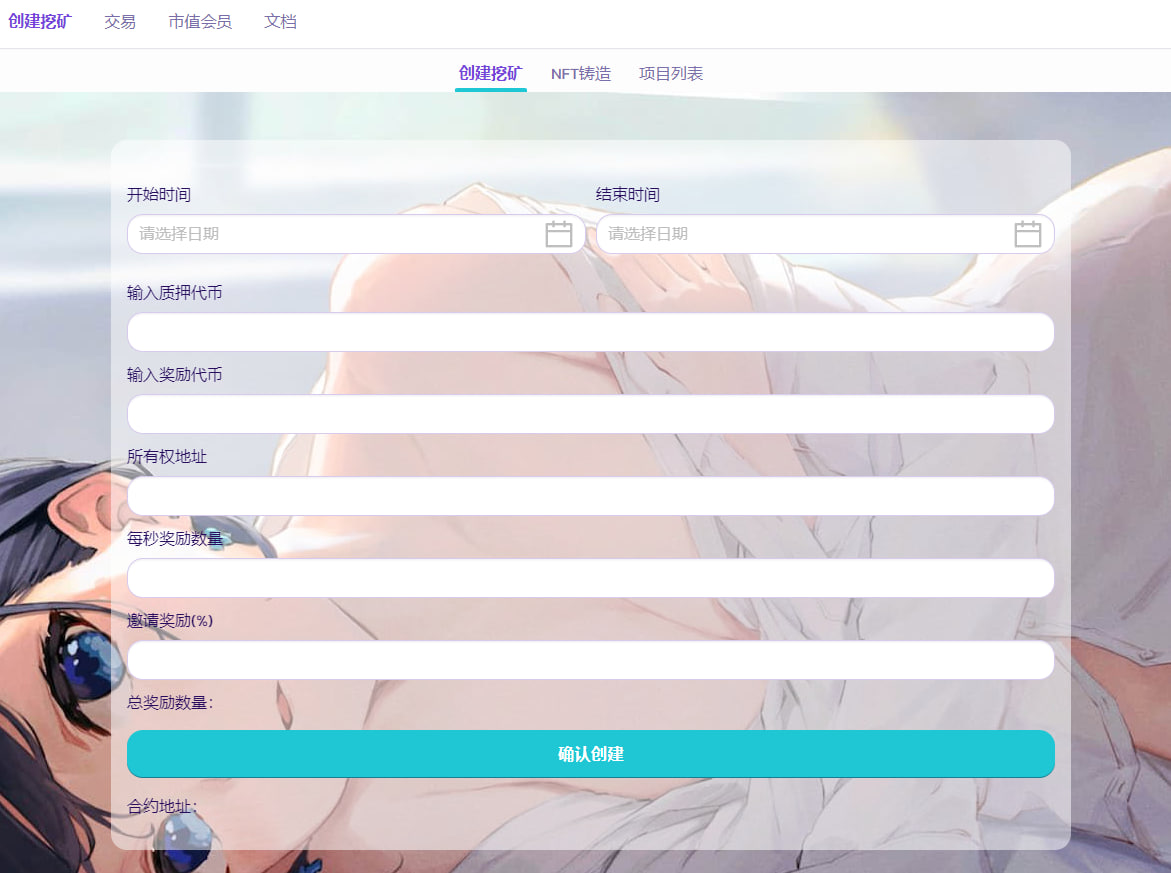 创建挖矿 交易 市值会员 文档
创建挖矿 NFT铸造 项目列表
开始时间 结束时间
请选择日期 请选择日期
输入质押代币
输入奖励代币
所有权地址
每秒奖励数量
邀请奖励(%)
总奖励数量:
确认创建
合约地址: